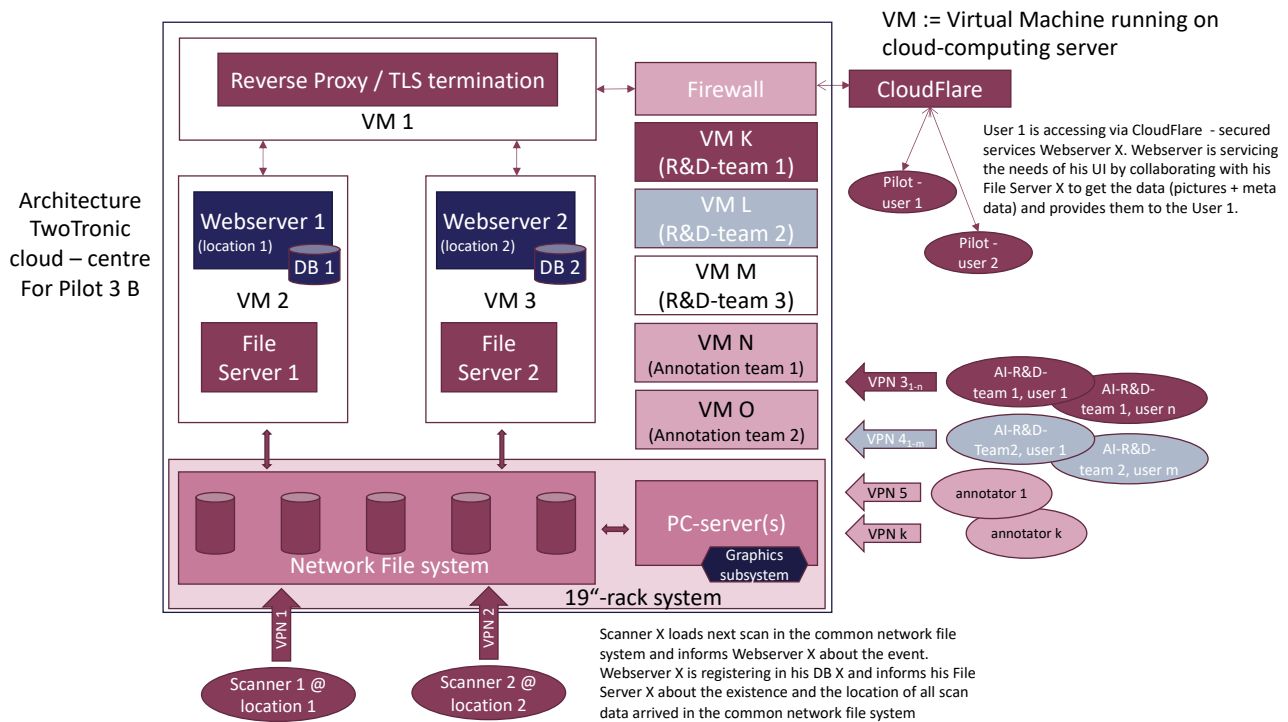 VM := Virtual Machine running on
cloud-computing server
Reverse Proxy / TLS termination
VM 1
Firewall
CloudFlare
User 1 is accessing via CloudFlare - secured
services Webserver X. Webserver is servicing
the needs of his UI by collaborating with his
File Server X to get the data (pictures + meta
data) and provides them to the User 1.
Pilot -
user 1
Pilot -
user 2
Architecture
TwoTronic
cloud – centre
For Pilot 3 B
Webserver 1
(location 1)
DB 1
VM 2
File
Server 1
Webserver 2
(location 2)
DB 2
VM 3
File
Server 2
VM K
(R&D-team 1)
VM L
(R&D-team 2)
VM M
(R&D-team 3)
VM N
(Annotation team 1)
VM O
(Annotation team 2)
VPN 31-n
AI-R&D-
team 1, user 1
AI-R&D-
team 1, user n
VPN 41-m
AI-R&D-
Team2, user 1
AI-R&D-
team 2, user m
VPN 5
annotator 1
VPN k
annotator k
Network File system
PC-server(s)
Graphics
subsystem
19“-rack system
VPN 1
VPN 2
Scanner 1 @
location 1
Scanner 2 @
location 2
Scanner X loads next scan in the common network file
system and informs Webserver X about the event.
Webserver X is registering in his DB X and informs his File
Server X about the existence and the location of all scan
data arrived in the common network file system